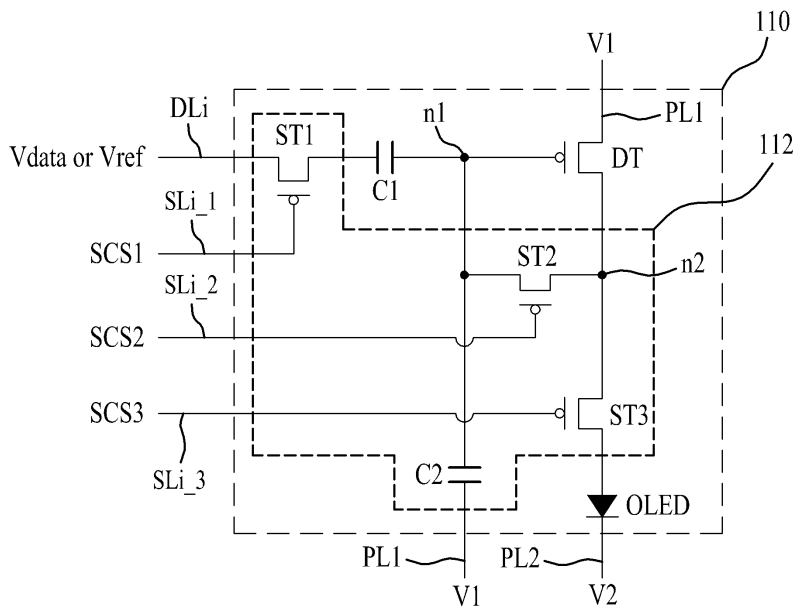 V1
110
DLi
ST1
n1
PL1
Vdata or Vref
C1
DT
112
SLi_1
SCS1
ST2
n2
SLi_2
SCS2
SCS3
ST3
SLi_3
C2
OLED
PL1
PL2
V1
V2